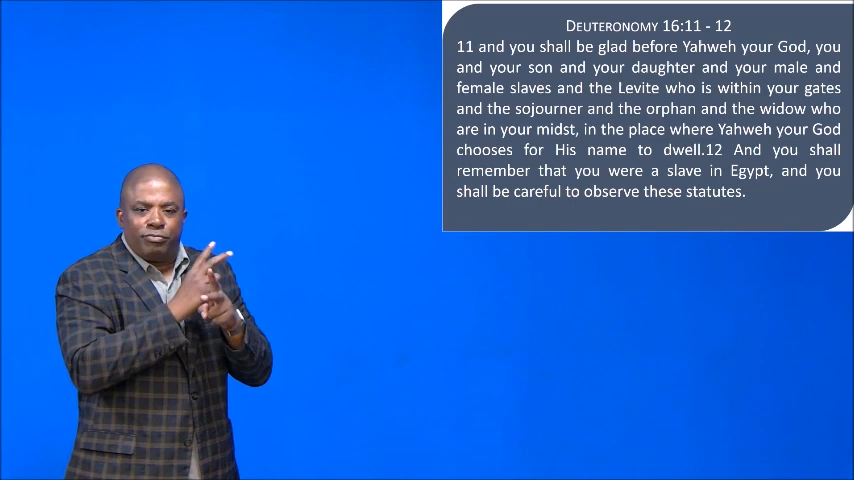 Deuteronomy 16:11 - 12
11 and you shall be glad before Yahweh your God, you
and your son and your daughter and your male and
female slaves and the Levite who is within your gates
and the sojourner and the orphan and the widow who
are in your midst, in the place where Yahweh your God
chooses for His name to dwell.12 And you shall
remember that you were a slave in Egypt, and you
shall be careful to observe these statutes.